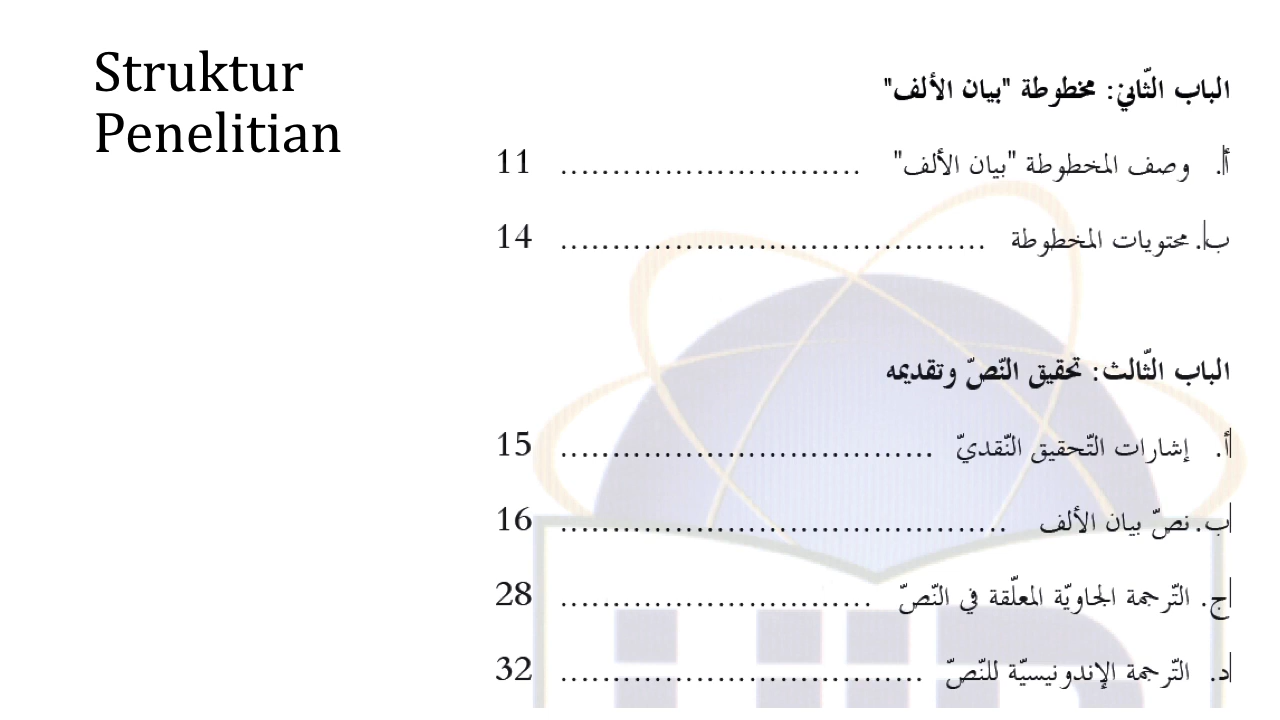 Struktur
Penelitian
الباب الثّاني: مخطوطة "بيان الألف"
أ. وصف المخطوطة "بيان الألف" ............................. 11
ب. محتويات المخطوطة ......................................... 14
الباب الثّالث: تحقيق النّصّ وتقديمه
أ. إشارات التّحقيق النّقديّ .................................... 15
ب. نصّ بيان الألف ........................................... 16
ج. التّرجمة الجاويّة المعلّقة في النّصّ .............................. 28
د. التّرجمة الإندونيسيّة للنّصّ ................................... 32